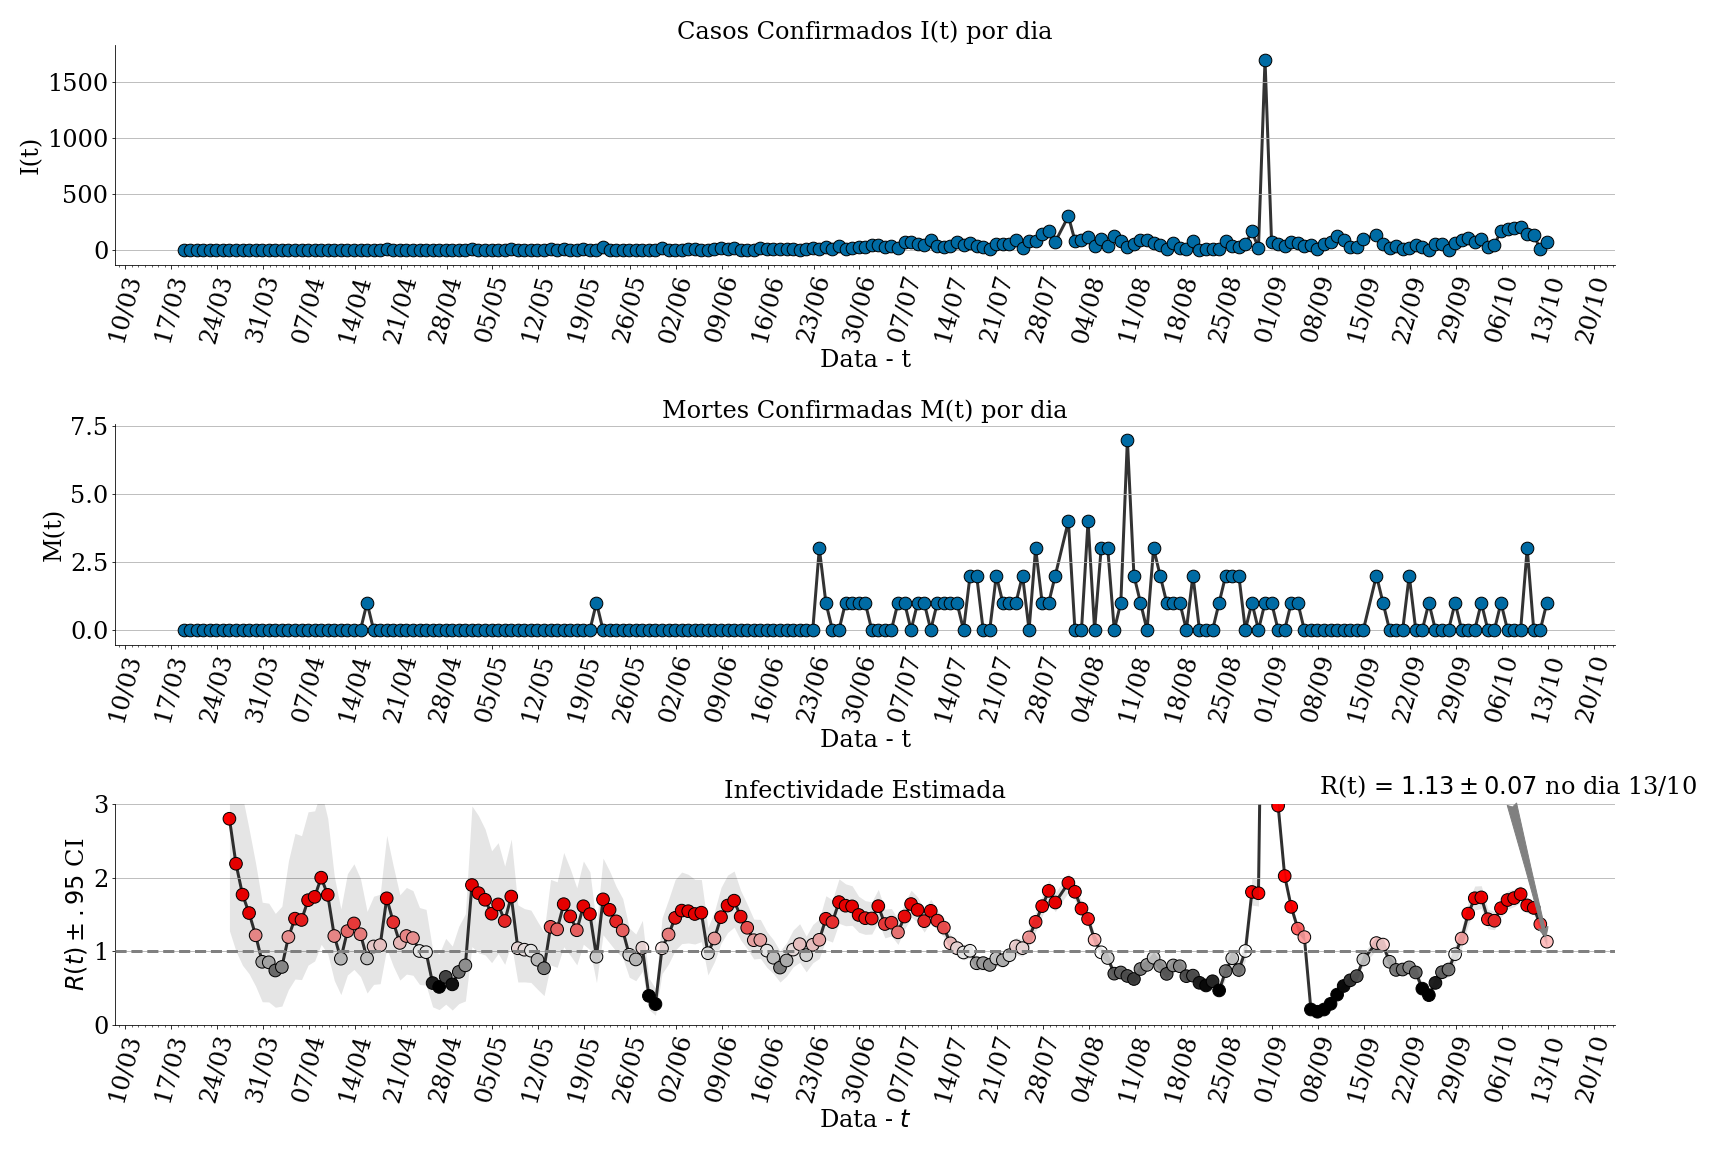 Casos Confirmados I(t) por dia
I(t)
1500
1000
500
0
10/03 17/03 24/03 31/03 07/04 14/04 21/04 28/04 05/05 12/05 19/05 26/05 02/06 09/06 16/06 23/06 30/06 07/07 14/07 21/07 28/07 04/08 11/08 18/08 25/08 01/09 08/09 15/09 22/09 29/09 06/10 13/10 20/10
Data - t
Mortes Confirmadas M(t) por dia
M(t)
7.5
5.0
2.5
0.0
10/03 17/03 24/03 31/03 07/04 14/04 21/04 28/04 05/05 12/05 19/05 26/05 02/06 09/06 16/06 23/06 30/06 07/07 14/07 21/07 28/07 04/08 11/08 18/08 25/08 01/09 08/09 15/09 22/09 29/09 06/10 13/10 20/10
Data - t
Infectividade Estimada
R(t) = 1.13 ± 0.07 no dia 13/10
R(t) ± .95 CI
3
2
1
0
10/03 17/03 24/03 31/03 07/04 14/04 21/04 28/04 05/05 12/05 19/05 26/05 02/06 09/06 16/06 23/06 30/06 07/07 14/07 21/07 28/07 04/08 11/08 18/08 25/08 01/09 08/09 15/09 22/09 29/09 06/10 13/10 20/10
Data - t